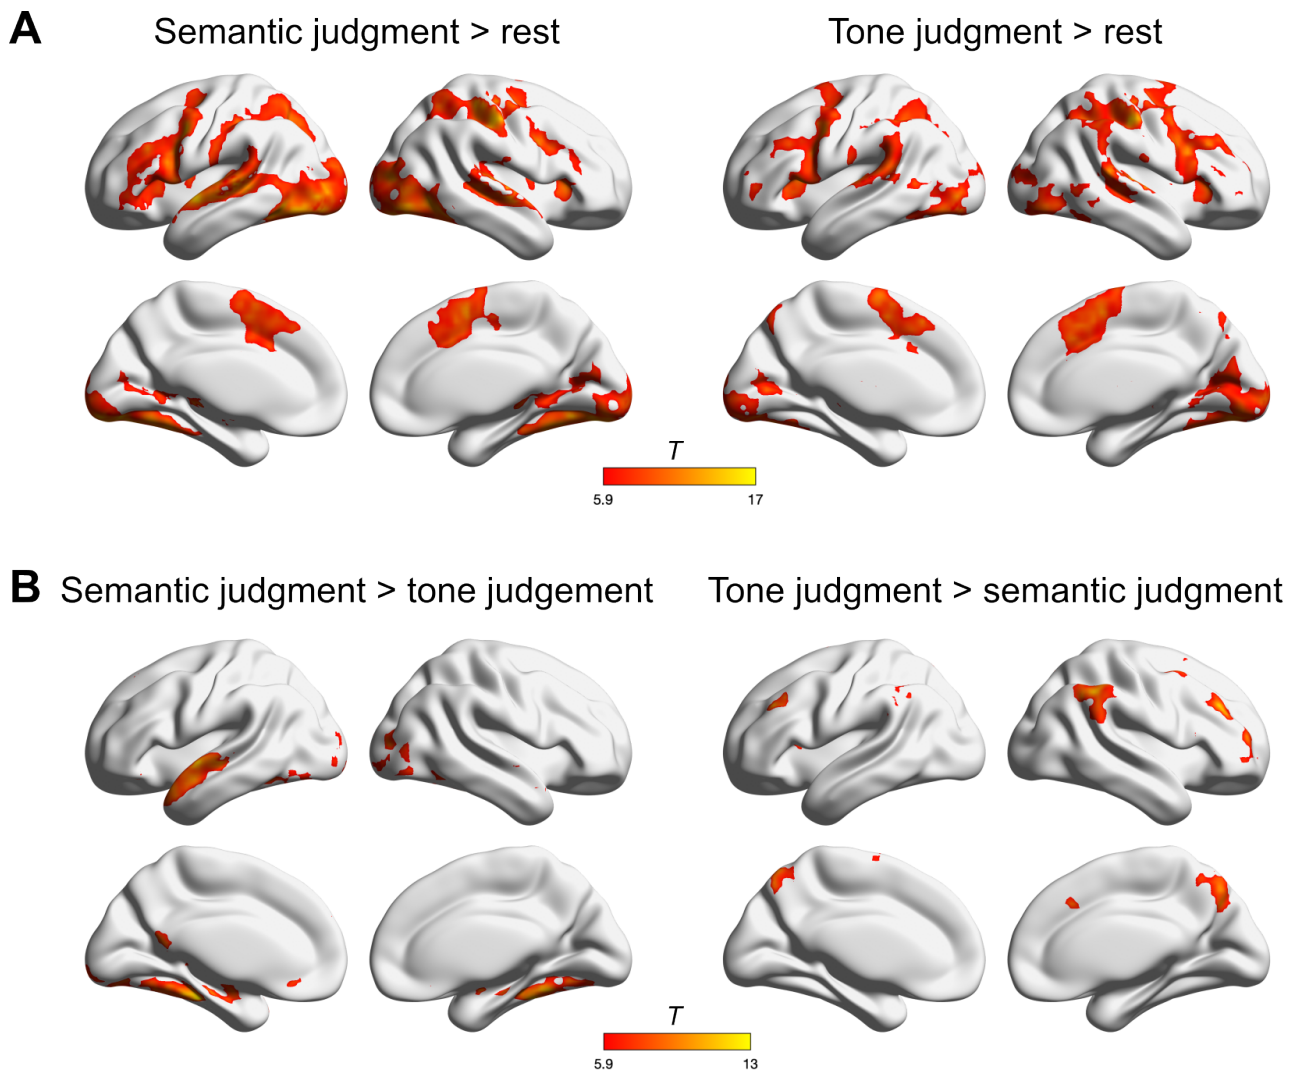 A
Semantic judgment > rest
Tone judgment > rest
T
5.9
17
B
Semantic judgment > tone judgement
Tone judgment > semantic judgment
T
5.9
13